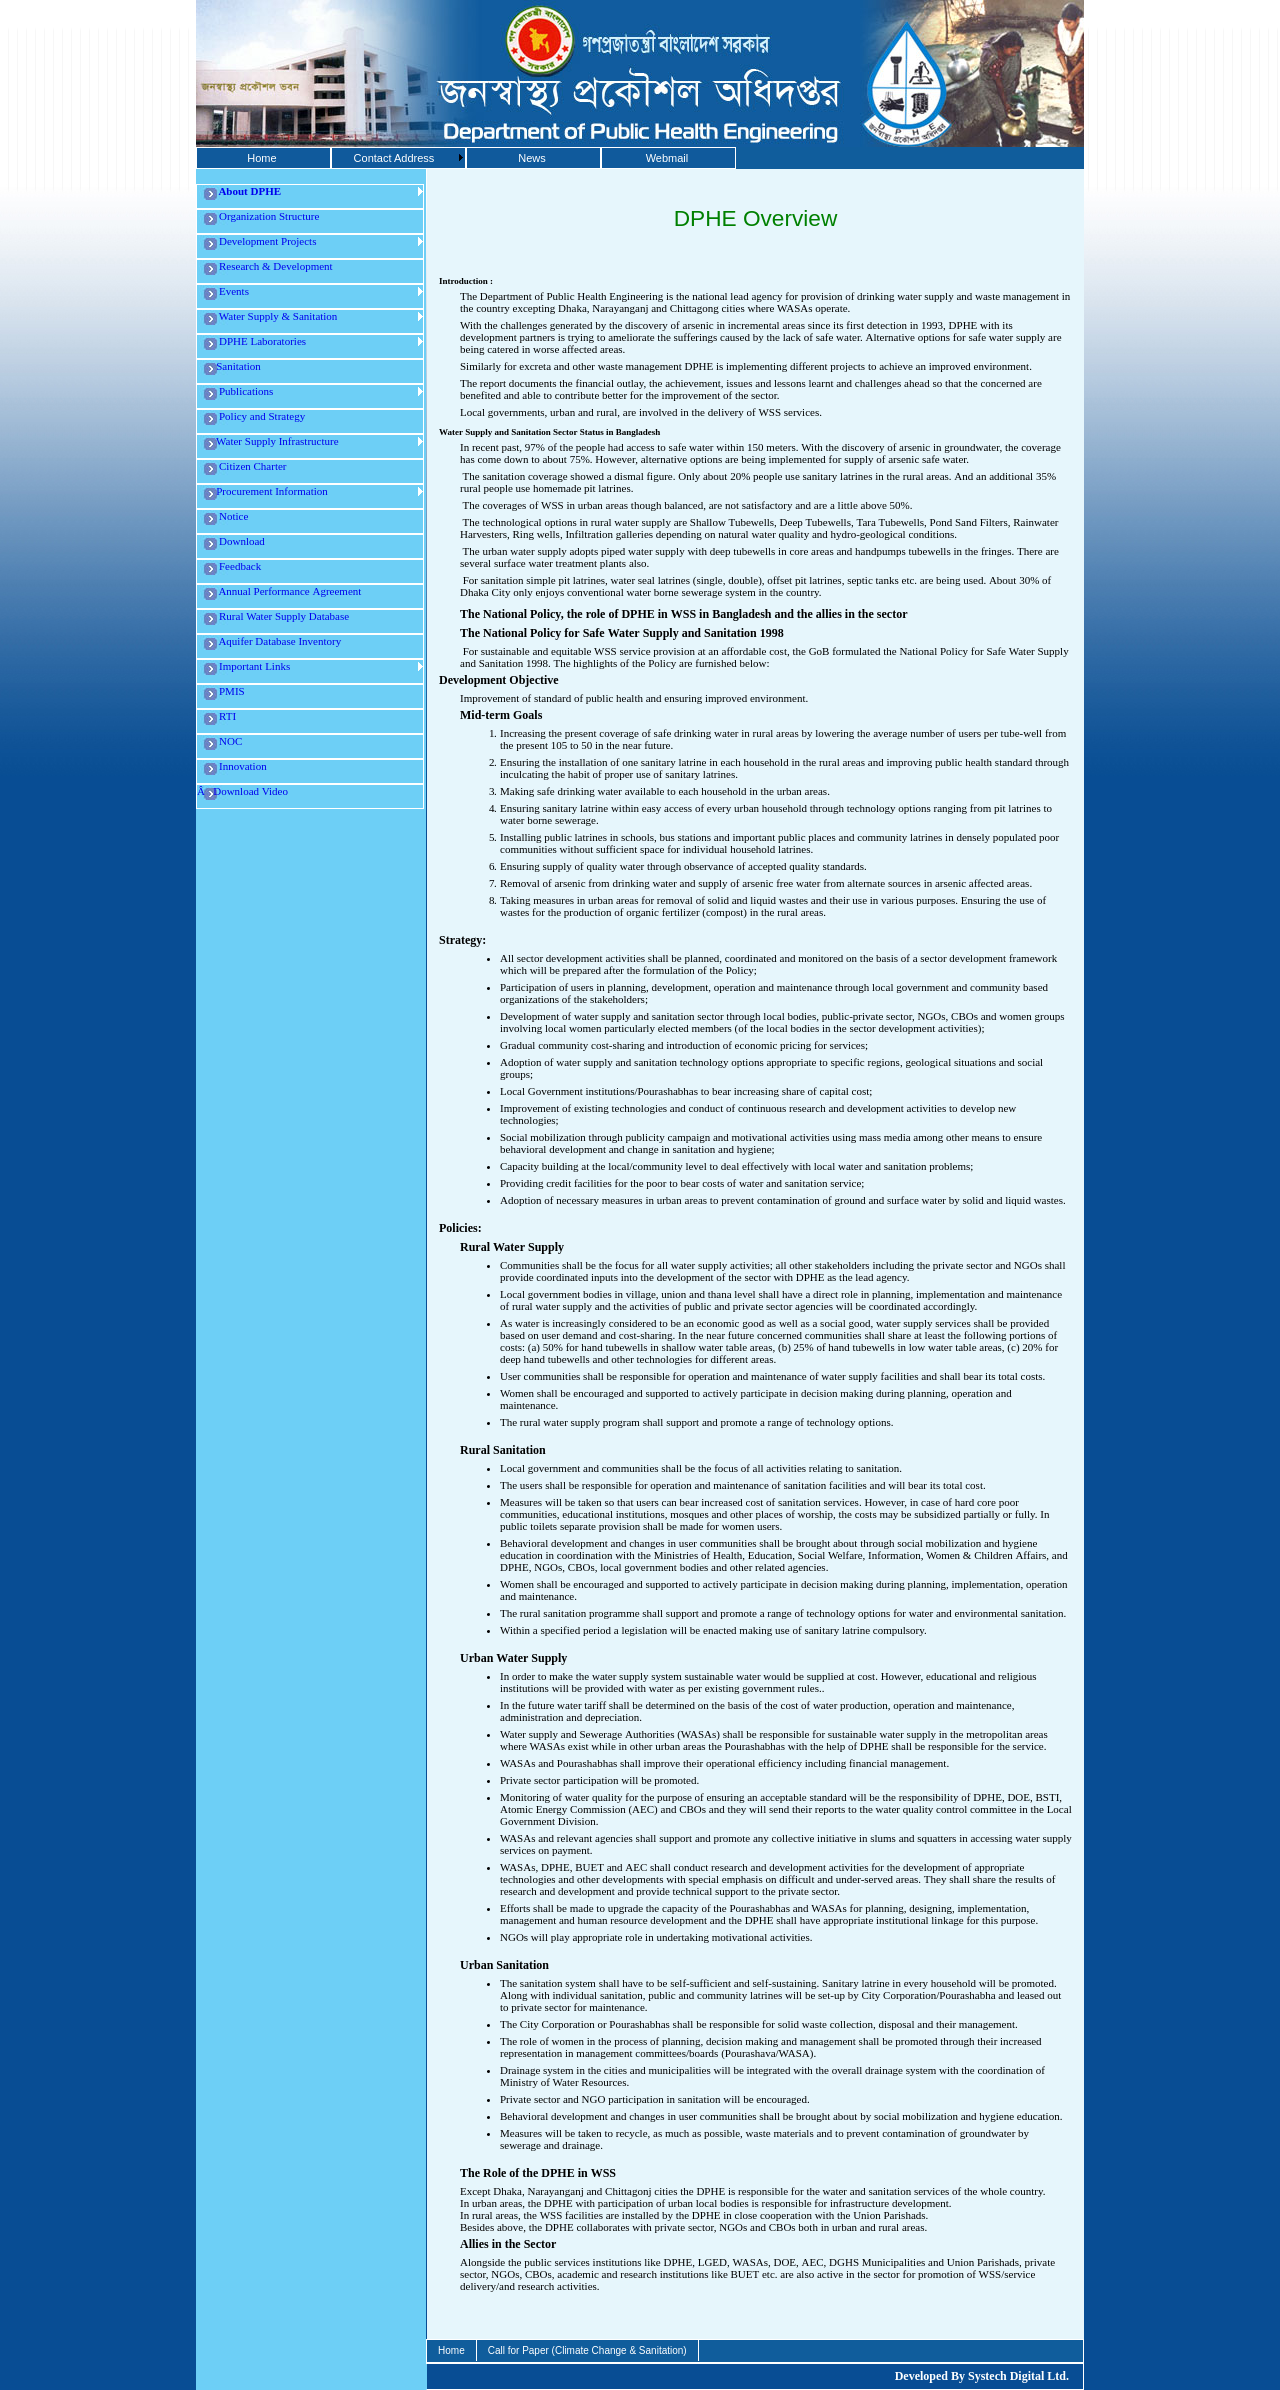 গণপ্রজাতন্ত্রী বাংলাদেশ সরকার
জনস্বাস্থ্য প্রকৌশল ভবন
জনস্বাস্থ্য প্রকৌশল অধিদপ্তর
Department of Public Health Engineering
D P H E
জনস্বাস্থ্য প্রকৌশল অধিদপ্তর
Home
Contact Address
News
Webmail
About DPHE
Organization Structure
Development Projects
Research & Development
Events
Water Supply & Sanitation
DPHE Laboratories
Sanitation
Publications
Policy and Strategy
Water Supply Infrastructure
Citizen Charter
Procurement Information
Notice
Download
Feedback
Annual Performance Agreement
Rural Water Supply Database
Aquifer Database Inventory
Important Links
PMIS
RTI
NOC
Innovation
Â Download Video
DPHE Overview
Introduction :
The Department of Public Health Engineering is the national lead agency for provision of drinking water supply and waste management in
the country excepting Dhaka, Narayanganj and Chittagong cities where WASAs operate.
With the challenges generated by the discovery of arsenic in incremental areas since its first detection in 1993, DPHE with its
development partners is trying to ameliorate the sufferings caused by the lack of safe water. Alternative options for safe water supply are
being catered in worse affected areas.
Similarly for excreta and other waste management DPHE is implementing different projects to achieve an improved environment.
The report documents the financial outlay, the achievement, issues and lessons learnt and challenges ahead so that the concerned are
benefited and able to contribute better for the improvement of the sector.
Local governments, urban and rural, are involved in the delivery of WSS services.
Water Supply and Sanitation Sector Status in Bangladesh
In recent past, 97% of the people had access to safe water within 150 meters. With the discovery of arsenic in groundwater, the coverage
has come down to about 75%. However, alternative options are being implemented for supply of arsenic safe water.
The sanitation coverage showed a dismal figure. Only about 20% people use sanitary latrines in the rural areas. And an additional 35%
rural people use homemade pit latrines.
The coverages of WSS in urban areas though balanced, are not satisfactory and are a little above 50%.
The technological options in rural water supply are Shallow Tubewells, Deep Tubewells, Tara Tubewells, Pond Sand Filters, Rainwater
Harvesters, Ring wells, Infiltration galleries depending on natural water quality and hydro-geological conditions.
The urban water supply adopts piped water supply with deep tubewells in core areas and handpumps tubewells in the fringes. There are
several surface water treatment plants also.
For sanitation simple pit latrines, water seal latrines (single, double), offset pit latrines, septic tanks etc. are being used. About 30% of
Dhaka City only enjoys conventional water borne sewerage system in the country.
The National Policy, the role of DPHE in WSS in Bangladesh and the allies in the sector
The National Policy for Safe Water Supply and Sanitation 1998
For sustainable and equitable WSS service provision at an affordable cost, the GoB formulated the National Policy for Safe Water Supply
and Sanitation 1998. The highlights of the Policy are furnished below:
Development Objective
Improvement of standard of public health and ensuring improved environment.
Mid-term Goals
1. Increasing the present coverage of safe drinking water in rural areas by lowering the average number of users per tube-well from
the present 105 to 50 in the near future.
2. Ensuring the installation of one sanitary latrine in each household in the rural areas and improving public health standard through
inculcating the habit of proper use of sanitary latrines.
3. Making safe drinking water available to each household in the urban areas.
4. Ensuring sanitary latrine within easy access of every urban household through technology options ranging from pit latrines to
water borne sewerage.
5. Installing public latrines in schools, bus stations and important public places and community latrines in densely populated poor
communities without sufficient space for individual household latrines.
6. Ensuring supply of quality water through observance of accepted quality standards.
7. Removal of arsenic from drinking water and supply of arsenic free water from alternate sources in arsenic affected areas.
8. Taking measures in urban areas for removal of solid and liquid wastes and their use in various purposes. Ensuring the use of
wastes for the production of organic fertilizer (compost) in the rural areas.
Strategy:
• All sector development activities shall be planned, coordinated and monitored on the basis of a sector development framework
which will be prepared after the formulation of the Policy;
• Participation of users in planning, development, operation and maintenance through local government and community based
organizations of the stakeholders;
• Development of water supply and sanitation sector through local bodies, public-private sector, NGOs, CBOs and women groups
involving local women particularly elected members (of the local bodies in the sector development activities);
• Gradual community cost-sharing and introduction of economic pricing for services;
• Adoption of water supply and sanitation technology options appropriate to specific regions, geological situations and social
groups;
• Local Government institutions/Pourashabhas to bear increasing share of capital cost;
• Improvement of existing technologies and conduct of continuous research and development activities to develop new
technologies;
• Social mobilization through publicity campaign and motivational activities using mass media among other means to ensure
behavioral development and change in sanitation and hygiene;
• Capacity building at the local/community level to deal effectively with local water and sanitation problems;
• Providing credit facilities for the poor to bear costs of water and sanitation service;
• Adoption of necessary measures in urban areas to prevent contamination of ground and surface water by solid and liquid wastes.
Policies:
Rural Water Supply
• Communities shall be the focus for all water supply activities; all other stakeholders including the private sector and NGOs shall
provide coordinated inputs into the development of the sector with DPHE as the lead agency.
• Local government bodies in village, union and thana level shall have a direct role in planning, implementation and maintenance
of rural water supply and the activities of public and private sector agencies will be coordinated accordingly.
• As water is increasingly considered to be an economic good as well as a social good, water supply services shall be provided
based on user demand and cost-sharing. In the near future concerned communities shall share at least the following portions of
costs: (a) 50% for hand tubewells in shallow water table areas, (b) 25% of hand tubewells in low water table areas, (c) 20% for
deep hand tubewells and other technologies for different areas.
• User communities shall be responsible for operation and maintenance of water supply facilities and shall bear its total costs.
• Women shall be encouraged and supported to actively participate in decision making during planning, operation and
maintenance.
• The rural water supply program shall support and promote a range of technology options.
Rural Sanitation
• Local government and communities shall be the focus of all activities relating to sanitation.
• The users shall be responsible for operation and maintenance of sanitation facilities and will bear its total cost.
• Measures will be taken so that users can bear increased cost of sanitation services. However, in case of hard core poor
communities, educational institutions, mosques and other places of worship, the costs may be subsidized partially or fully. In
public toilets separate provision shall be made for women users.
• Behavioral development and changes in user communities shall be brought about through social mobilization and hygiene
education in coordination with the Ministries of Health, Education, Social Welfare, Information, Women & Children Affairs, and
DPHE, NGOs, CBOs, local government bodies and other related agencies.
• Women shall be encouraged and supported to actively participate in decision making during planning, implementation, operation
and maintenance.
• The rural sanitation programme shall support and promote a range of technology options for water and environmental sanitation.
• Within a specified period a legislation will be enacted making use of sanitary latrine compulsory.
Urban Water Supply
• In order to make the water supply system sustainable water would be supplied at cost. However, educational and religious
institutions will be provided with water as per existing government rules..
• In the future water tariff shall be determined on the basis of the cost of water production, operation and maintenance,
administration and depreciation.
• Water supply and Sewerage Authorities (WASAs) shall be responsible for sustainable water supply in the metropolitan areas
where WASAs exist while in other urban areas the Pourashabhas with the help of DPHE shall be responsible for the service.
• WASAs and Pourashabhas shall improve their operational efficiency including financial management.
• Private sector participation will be promoted.
• Monitoring of water quality for the purpose of ensuring an acceptable standard will be the responsibility of DPHE, DOE, BSTI,
Atomic Energy Commission (AEC) and CBOs and they will send their reports to the water quality control committee in the Local
Government Division.
• WASAs and relevant agencies shall support and promote any collective initiative in slums and squatters in accessing water supply
services on payment.
• WASAs, DPHE, BUET and AEC shall conduct research and development activities for the development of appropriate
technologies and other developments with special emphasis on difficult and under-served areas. They shall share the results of
research and development and provide technical support to the private sector.
• Efforts shall be made to upgrade the capacity of the Pourashabhas and WASAs for planning, designing, implementation,
management and human resource development and the DPHE shall have appropriate institutional linkage for this purpose.
• NGOs will play appropriate role in undertaking motivational activities.
Urban Sanitation
• The sanitation system shall have to be self-sufficient and self-sustaining. Sanitary latrine in every household will be promoted.
Along with individual sanitation, public and community latrines will be set-up by City Corporation/Pourashabha and leased out
to private sector for maintenance.
• The City Corporation or Pourashabhas shall be responsible for solid waste collection, disposal and their management.
• The role of women in the process of planning, decision making and management shall be promoted through their increased
representation in management committees/boards (Pourashava/WASA).
• Drainage system in the cities and municipalities will be integrated with the overall drainage system with the coordination of
Ministry of Water Resources.
• Private sector and NGO participation in sanitation will be encouraged.
• Behavioral development and changes in user communities shall be brought about by social mobilization and hygiene education.
• Measures will be taken to recycle, as much as possible, waste materials and to prevent contamination of groundwater by
sewerage and drainage.
The Role of the DPHE in WSS
Except Dhaka, Narayanganj and Chittagonj cities the DPHE is responsible for the water and sanitation services of the whole country.
In urban areas, the DPHE with participation of urban local bodies is responsible for infrastructure development.
In rural areas, the WSS facilities are installed by the DPHE in close cooperation with the Union Parishads.
Besides above, the DPHE collaborates with private sector, NGOs and CBOs both in urban and rural areas.
Allies in the Sector
Alongside the public services institutions like DPHE, LGED, WASAs, DOE, AEC, DGHS Municipalities and Union Parishads, private
sector, NGOs, CBOs, academic and research institutions like BUET etc. are also active in the sector for promotion of WSS/service
delivery/and research activities.
Home
Call for Paper (Climate Change & Sanitation)
Developed By Systech Digital Ltd.